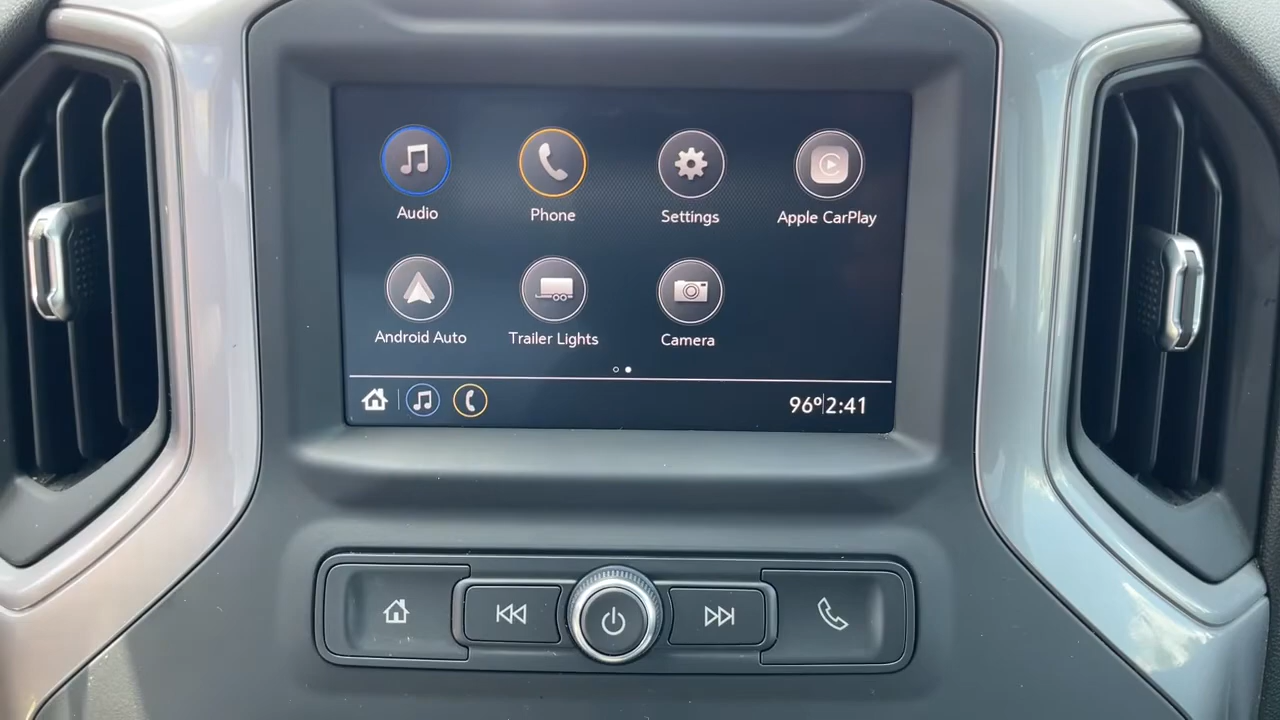 Audio
Phone
Settings
Apple CarPlay
Android Auto
Trailer Lights
Camera
96º|2:41